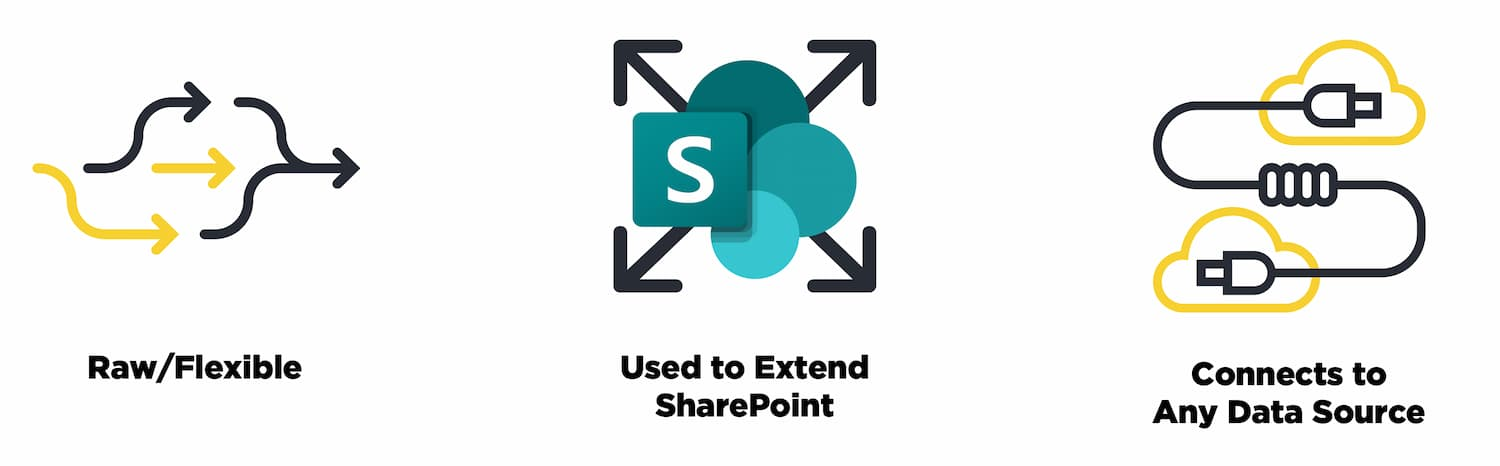 S
Raw/Flexible
Used to Extend
SharePoint
Connects to
Any Data Source